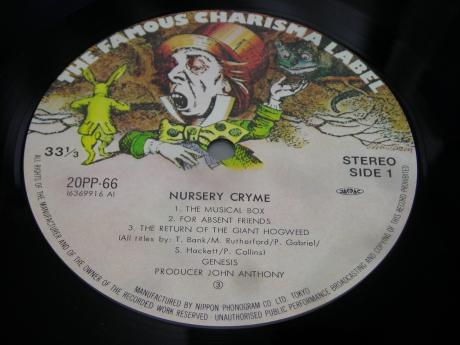 THE FAMOUS CHARISMA LABEL
33 1/3
STEREO
SIDE 1
20PP-66
(6369916 A)
JASRAC
NURSERY CRYME
1. THE MUSICAL BOX
2. FOR ABSENT FRIENDS
3. THE RETURN OF THE GIANT HOGWEED
(All titles by: T. Bank/M. Rutherford/P. Gabriel/
S. Hackett/P. Collins)
GENESIS
PRODUCER JOHN ANTHONY
3
MANUFACTURED BY NIPPON PHONOGRAM CO. LTD. TOKYO
ALL RIGHTS OF THE MANUFACTURER AND OF THE OWNER OF THE RECORDED WORK RESERVED · UNAUTHORISED PUBLIC PERFORMANCE BROADCASTING AND COPYING OF THIS RECORD PROHIBITED